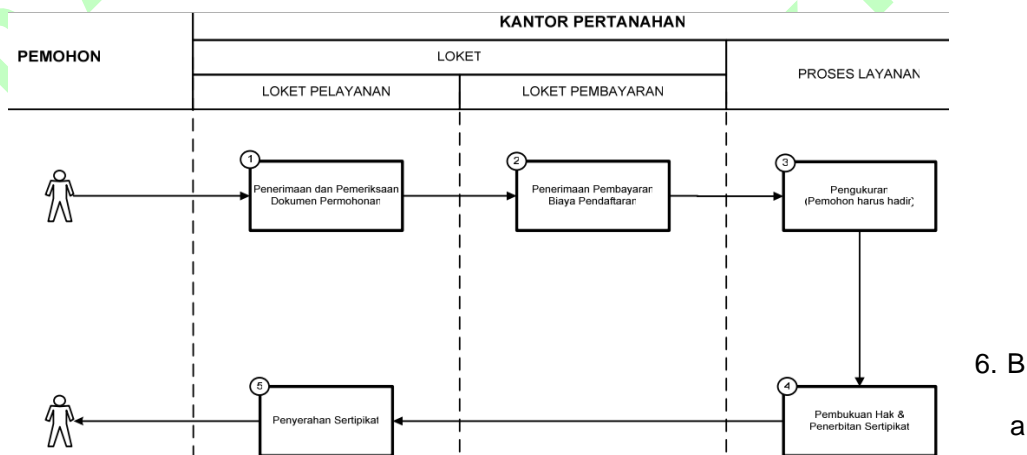 KANTOR PERTANAHAN
PEMOHON
LOKET
PROSES LAYANAN
LOKET PELAYANAN
LOKET PEMBAYARAN
1
Penerimaan dan Pemeriksaan
Dokumen Permohonan
2
Penerimaan Pembayaran
Biaya Pendaftaran
3
Pengukuran
(Pemohon harus hadir)
4
Pembukuan Hak &
Penerbitan Sertipikat
5
Penyerahan Sertipikat
6. B
a